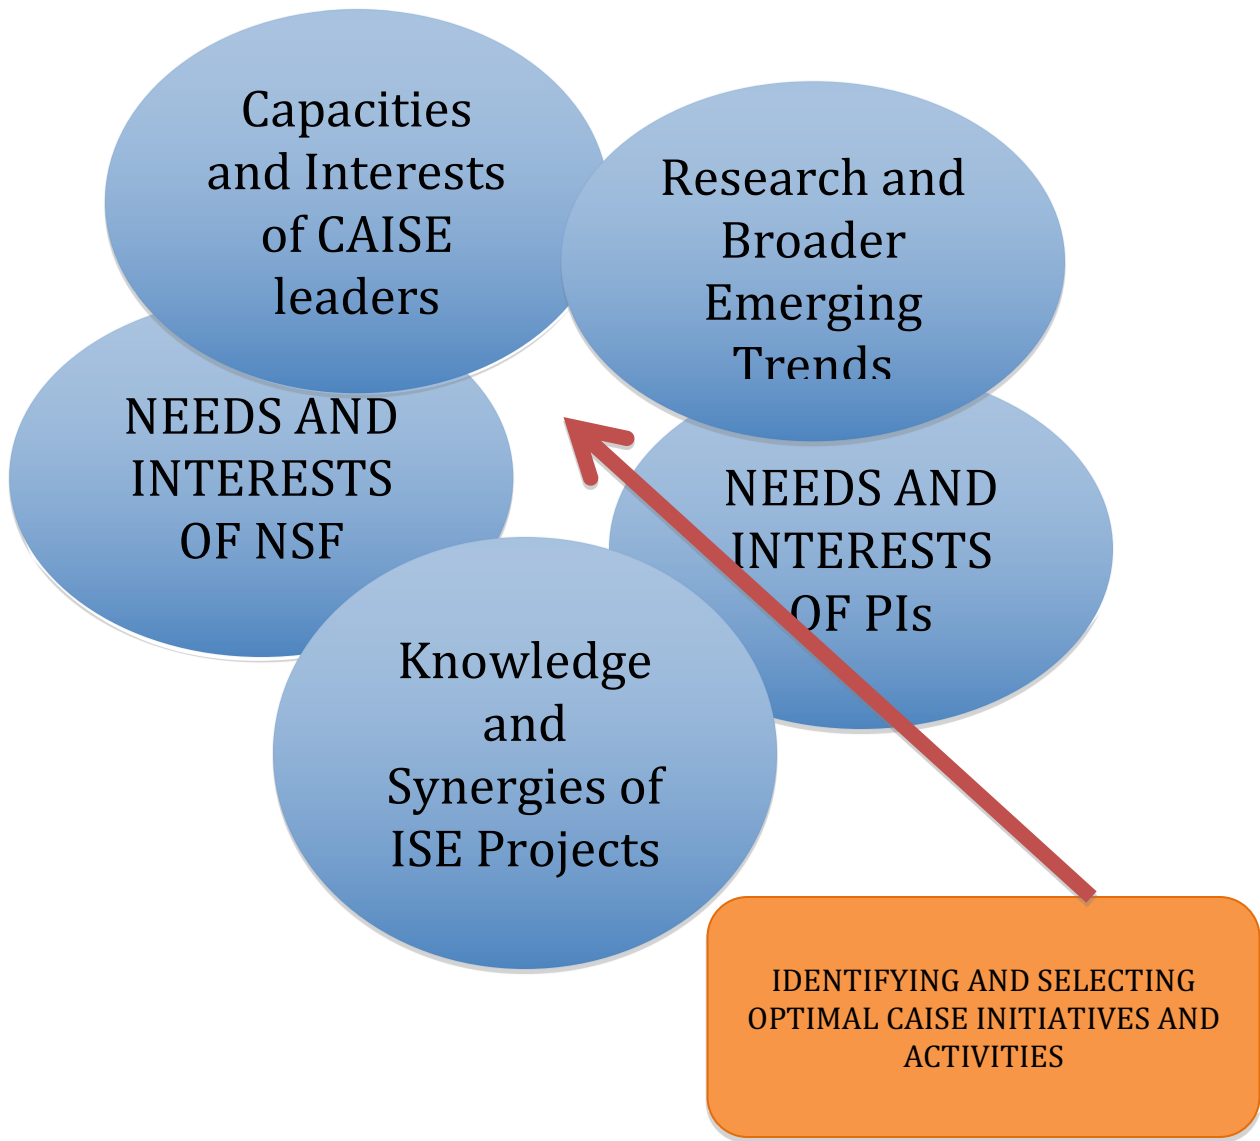 Capacities
and Interests
of CAISE
leaders
Research and
Broader
Emerging
Trends
NEEDS AND
INTERESTS
OF NSF
NEEDS AND
INTERESTS
OF PIs
Knowledge
and
Synergies of
ISE Projects
IDENTIFYING AND SELECTING
OPTIMAL CAISE INITIATIVES AND
ACTIVITIES